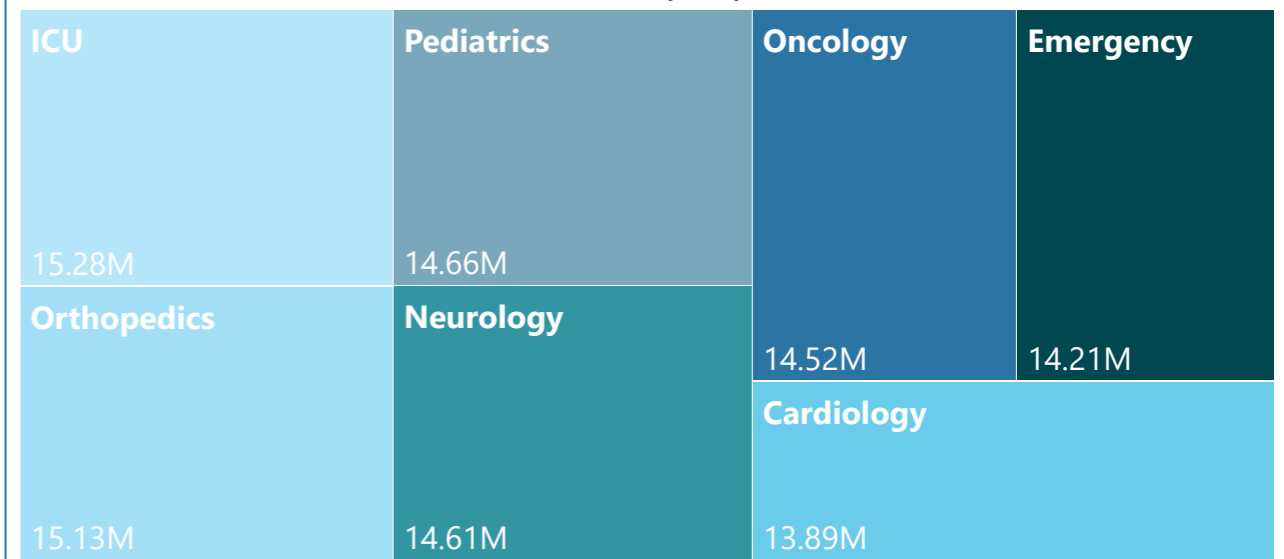 ICU
15.28M
Orthopedics
15.13M
Pediatrics
14.66M
Neurology
14.61M
Oncology
14.52M
Emergency
14.21M
Cardiology
13.89M